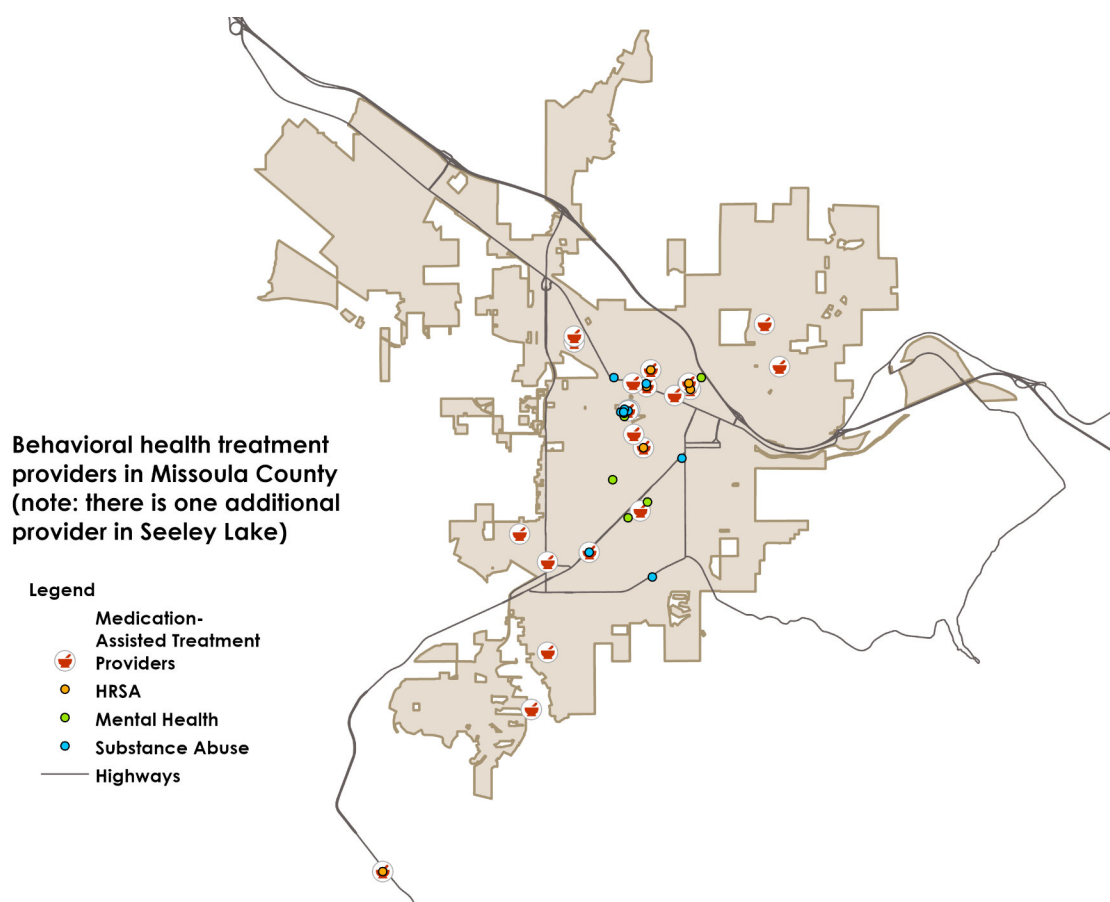 Behavioral health treatment
providers in Missoula County
(note: there is one additional
provider in Seeley Lake)
Legend
Medication-
Assisted Treatment
Providers
HRSA
Mental Health
Substance Abuse
Highways